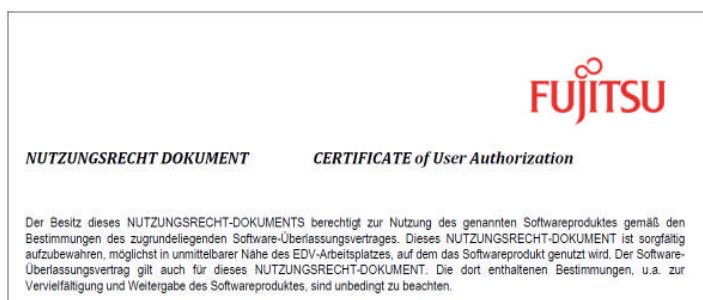 FUJITSU
NUTZUNGSRECHT DOKUMENT CERTIFICATE of User Authorization
Der Besitz dieses NUTZUNGSRECHT-DOKUMENTS berechtigt zur Nutzung des genannten Softwareproduktes gemäß den
Bestimmungen des zugrundeliegenden Software-Überlassungsvertrages. Dieses NUTZUNGSRECHT-DOKUMENT ist sorgfältig
aufzubewahren, möglichst in unmittelbarer Nähe des EDV-Arbeitsplatzes, auf dem das Softwareprodukt genutzt wird. Der Software-
Überlassungsvertrag gilt auch für dieses NUTZUNGSRECHT-DOKUMENT. Die dort enthaltenen Bestimmungen, u.a. zur
Vervielfältigung und Weitergabe des Softwareproduktes, sind unbedingt zu beachten.